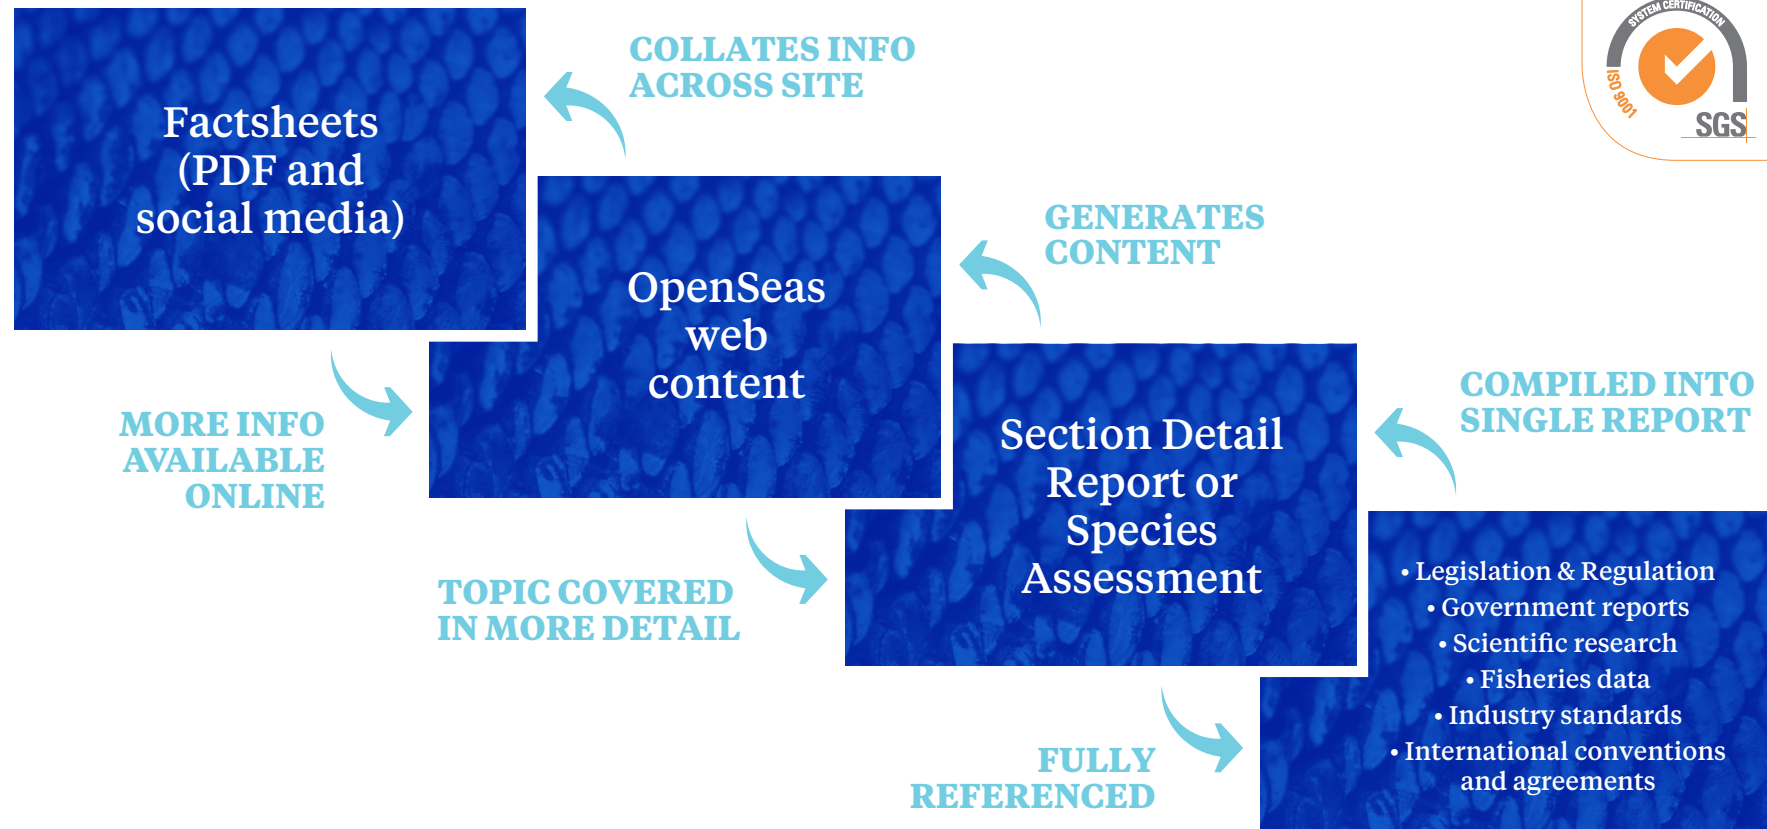 Factsheets
(PDF and
social media)
COLLATES INFO
ACROSS SITE
SYSTEM CERTIFICATION
ISO 9001
SGS
OpenSeas
web
content
GENERATES
CONTENT
MORE INFO
AVAILABLE
ONLINE
Section Detail
Report or
Species
Assessment
COMPILED INTO
SINGLE REPORT
TOPIC COVERED
IN MORE DETAIL
• Legislation & Regulation
• Government reports
• Scientific research
• Fisheries data
• Industry standards
• International conventions
and agreements
FULLY
REFERENCED